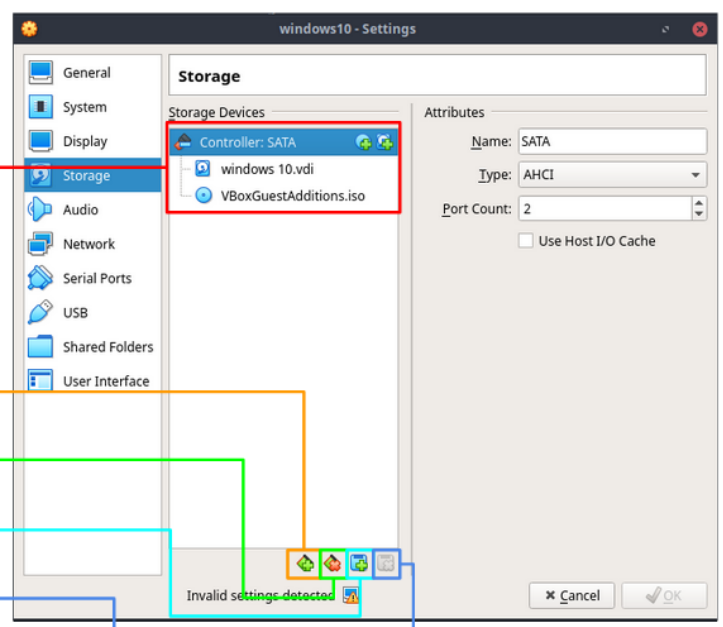 windows10 - Settings
General
System
Display
Storage
Audio
Network
Serial Ports
USB
Shared Folders
User Interface
Storage
Storage Devices
Controller: SATA
windows 10.vdi
VBoxGuestAdditions.iso
Attributes
Name: SATA
Type: AHCI
Port Count: 2
Use Host I/O Cache
Invalid settings detected
Cancel
OK